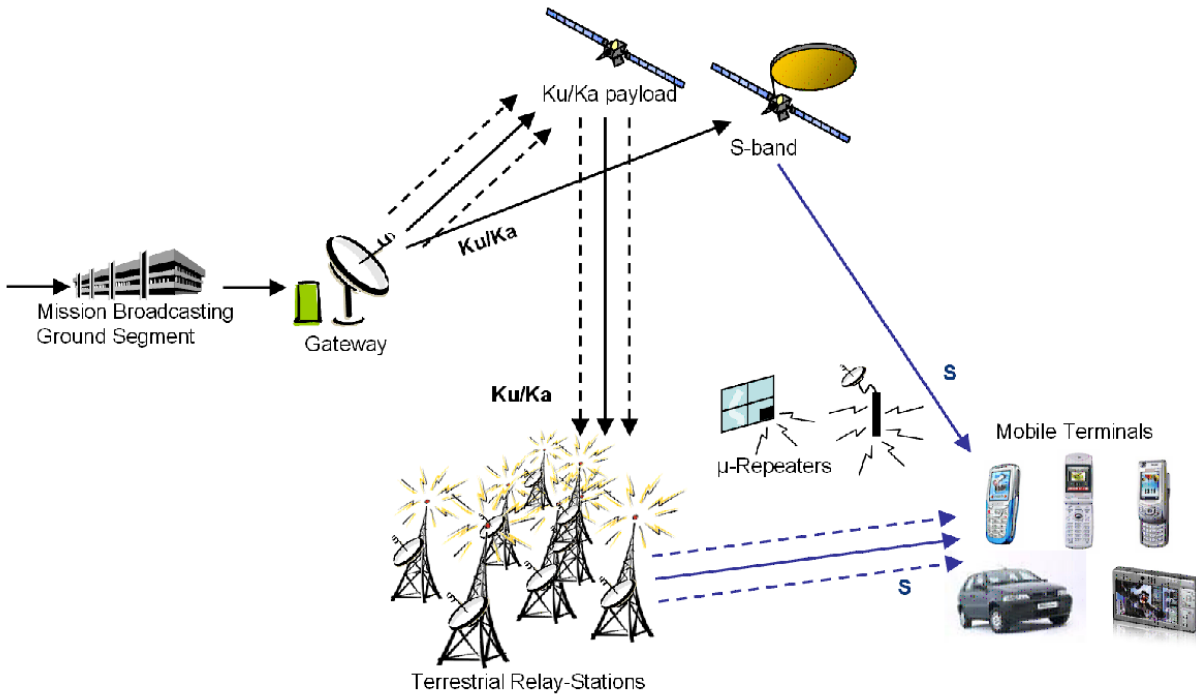 Ku/Ka payload
S-band
Ku/Ka
Mission Broadcasting
Ground Segment
Gateway
Ku/Ka
S
μ-Repeaters
Mobile Terminals
S
Terrestrial Relay-Stations